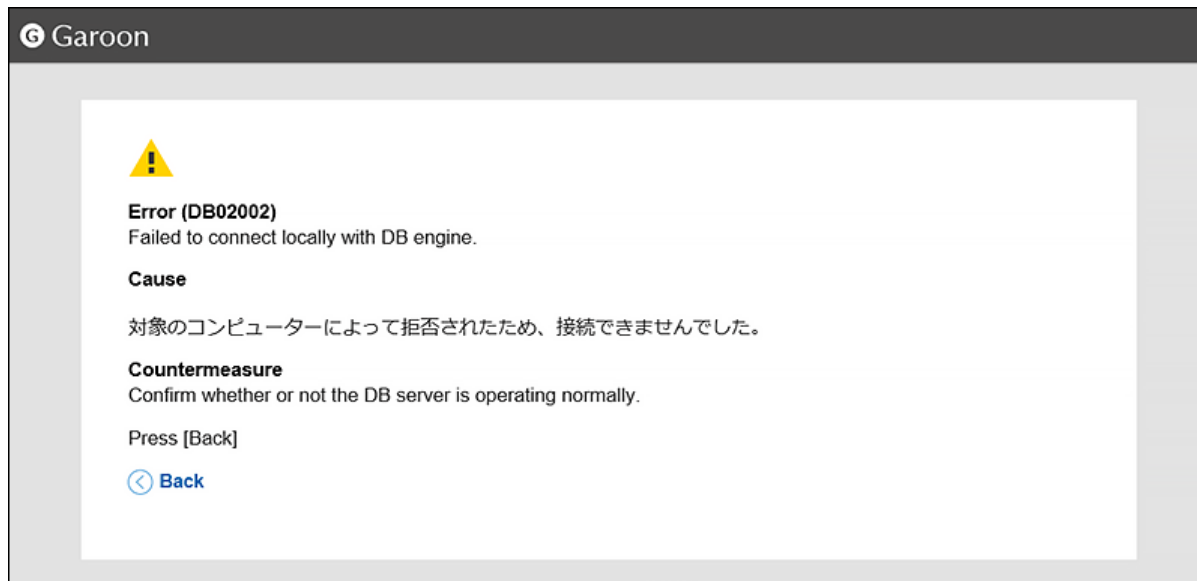 Garoon
Error (DB02002)
Failed to connect locally with DB engine.
Cause
対象のコンピューターによって拒否されたため、接続できませんでした。
Countermeasure
Confirm whether or not the DB server is operating normally.
Press [Back]
Back